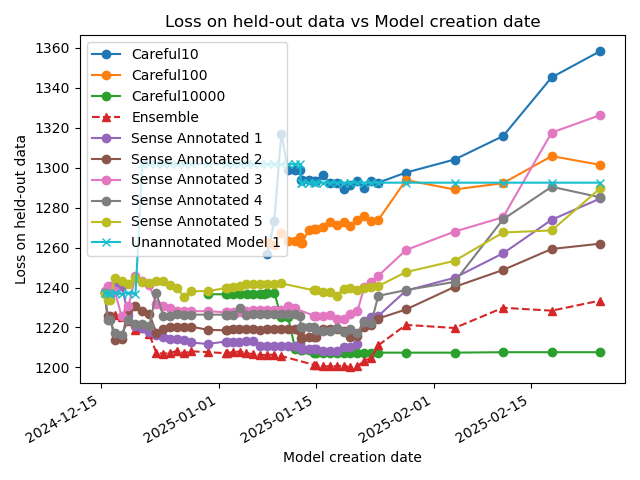 Loss on held-out data vs Model creation date
Loss on held-out data
1360
1340
1320
1300
1280
1260
1240
1220
1200
Careful10
Careful100
Careful10000
Ensemble
Sense Annotated 1
Sense Annotated 2
Sense Annotated 3
Sense Annotated 4
Sense Annotated 5
Unannotated Model 1
2024-12-15
2025-01-01
2025-01-15
2025-02-01
2025-02-15
Model creation date